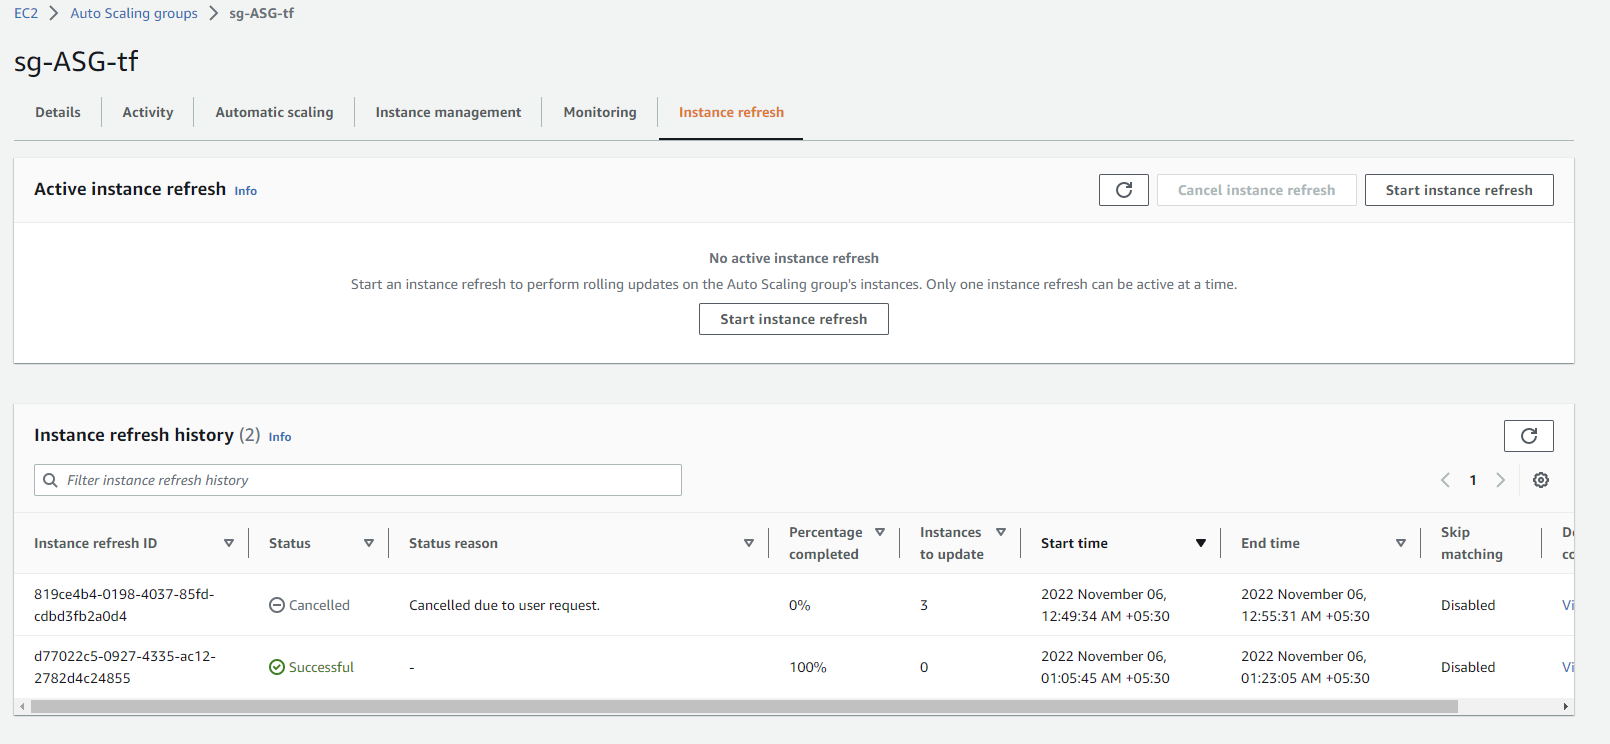 EC2 > Auto Scaling groups > sg-ASG-tf
sg-ASG-tf
Details Activity Automatic scaling Instance management Monitoring Instance refresh
Active instance refresh Info
Cancel instance refresh Start instance refresh
No active instance refresh
Start an instance refresh to perform rolling updates on the Auto Scaling group's instances. Only one instance refresh can be active at a time.
Start instance refresh
Instance refresh history (2) Info
Filter instance refresh history
1
Instance refresh ID Status Status reason Percentage completed Instances to update Start time End time Skip matching
819ce4b4-0198-4037-85fd-
cdbd3fb2a0d4
Cancelled
Cancelled due to user request.
0%
3
2022 November 06,
12:49:34 AM +05:30
2022 November 06,
12:55:31 AM +05:30
Disabled
Vi
d77022c5-0927-4335-ac12-
2782d4c24855
Successful
-
100%
0
2022 November 06,
01:05:45 AM +05:30
2022 November 06,
01:23:05 AM +05:30
Disabled
Vi